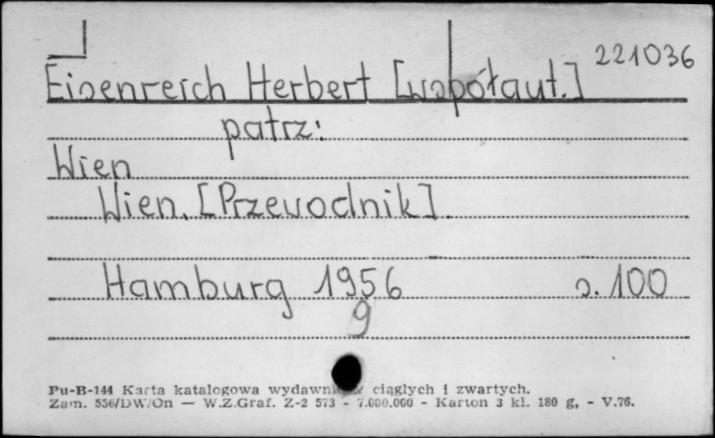 221036
Eisenreich Herbert [współaut.]
patrz:
Wien
Wien. [Przewodnik].
Hamburg 1956 s. 100
9
Pu-B-144 Karta katalogowa wydawnictw ciągłych i zwartych.
Zam. 556/DW/On — W.Z.Graf. Z-2 573 - 7.000.000 - Karton 3 kl. 180 g, - V.76.